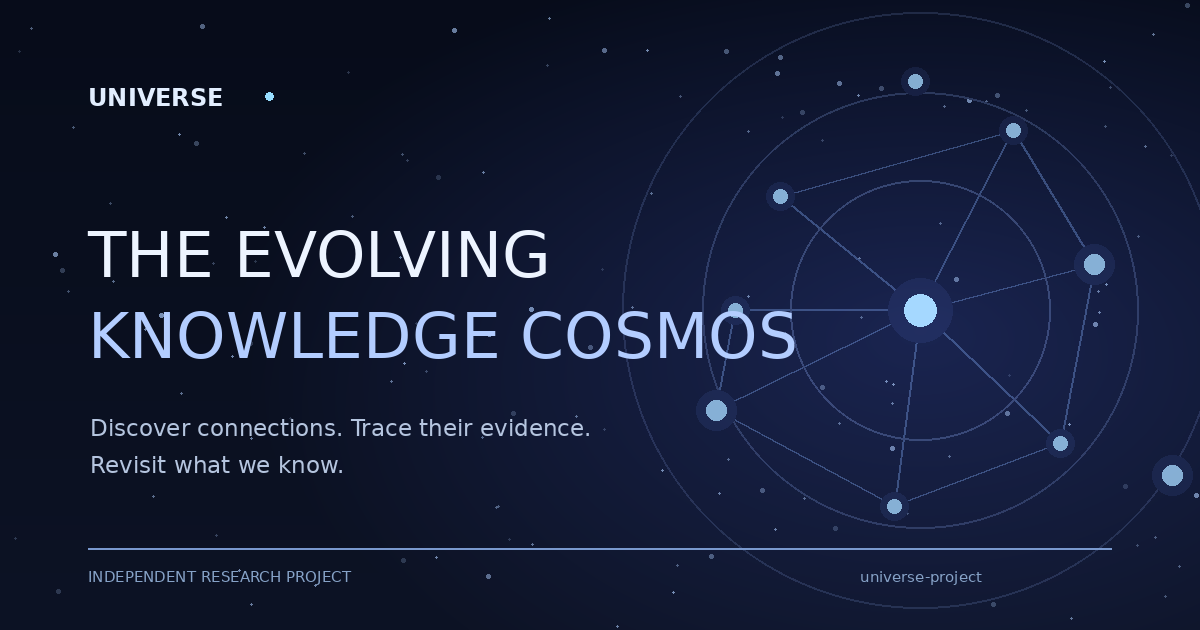 UNIVERSE
THE EVOLVING
KNOWLEDGE COSMOS
Discover connections. Trace their evidence.
Revisit what we know.
INDEPENDENT RESEARCH PROJECT
universe-project